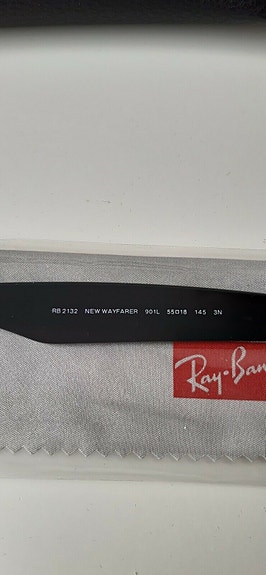 RB 2132 NEW WAYFARER 901L 55□18 145 3N
Ray-Ban